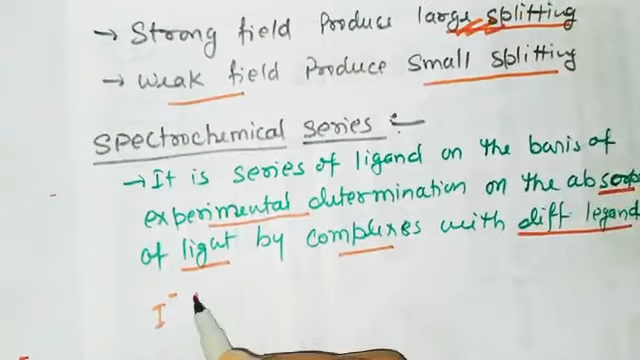 → Strong field Produce large splitting
→ Weak field Produce Small splitting
Spectrochemical series :-
→ It is series of ligand on the basis of
experimental determination on the absorp
of light by complexes with diff legand
I⁻